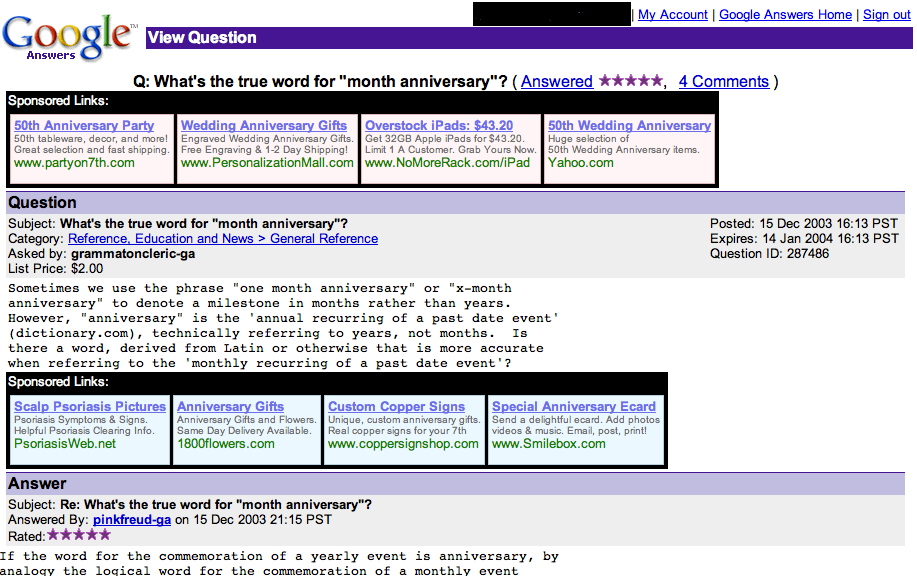 | My Account | Google Answers Home | Sign out
Google™
Answers
View Question
Q: What's the true word for "month anniversary"? ( Answered ★★★★★, 4 Comments )
Sponsored Links:
50th Anniversary Party
50th tableware, decor, and more!
Great selection and fast shipping.
www.partyon7th.com
Wedding Anniversary Gifts
Engraved Wedding Anniversary Gifts.
Free Engraving & 1-2 Day Shipping!
www.PersonalizationMall.com
Overstock iPads: $43.20
Get 32GB Apple iPads for $43.20.
Limit 1 A Customer. Grab Yours Now.
www.NoMoreRack.com/iPad
50th Wedding Anniversary
Huge selection of
50th Wedding Anniversary items.
Yahoo.com
Question
Subject: What's the true word for "month anniversary"?
Category: Reference, Education and News > General Reference
Asked by: grammatoncleric-ga
List Price: $2.00
Posted: 15 Dec 2003 16:13 PST
Expires: 14 Jan 2004 16:13 PST
Question ID: 287486
Sometimes we use the phrase "one month anniversary" or "x-month
anniversary" to denote a milestone in months rather than years.
However, "anniversary" is the 'annual recurring of a past date event'
(dictionary.com), technically referring to years, not months.  Is
there a word, derived from Latin or otherwise that is more accurate
when referring to the 'monthly recurring of a past date event'?
Sponsored Links:
Scalp Psoriasis Pictures
Psoriasis Symptoms & Signs.
Helpful Psoriasis Clearing Info.
PsoriasisWeb.net
Anniversary Gifts
Anniversary Gifts and Flowers.
Same Day Delivery Available.
1800flowers.com
Custom Copper Signs
Unique, custom anniversary gifts.
Real copper signs for your 7th
www.coppersignshop.com
Special Anniversary Ecard
Send a delightful ecard. Add photos
videos & music. Email, post, print!
www.Smilebox.com
Answer
Subject: Re: What's the true word for "month anniversary"?
Answered By: pinkfreud-ga on 15 Dec 2003 21:15 PST
Rated:★★★★★
If the word for the commemoration of a yearly event is anniversary, by
analogy the logical word for the commemoration of a monthly event